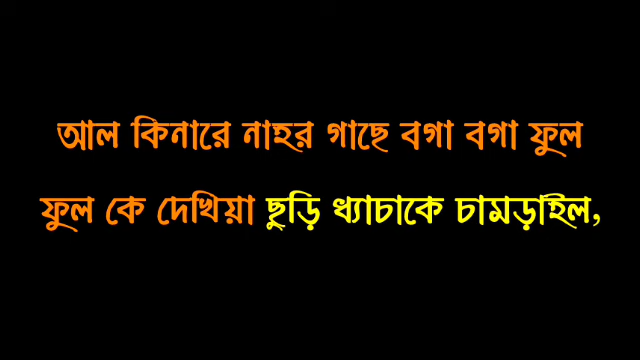 আল কিনারে নাহর গাছে বগা বগা ফুল
ফুল কে দেখিয়া ছুড়ি ধ্যাচাকে চামড়াইল,